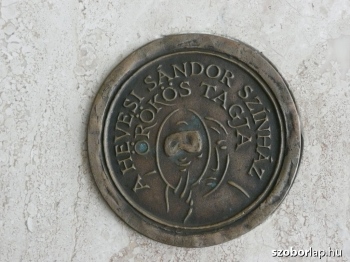 A HEVESI SÁNDOR SZÍNHÁZ
ÖRÖKÖS TAGJA
szoborlap.hu